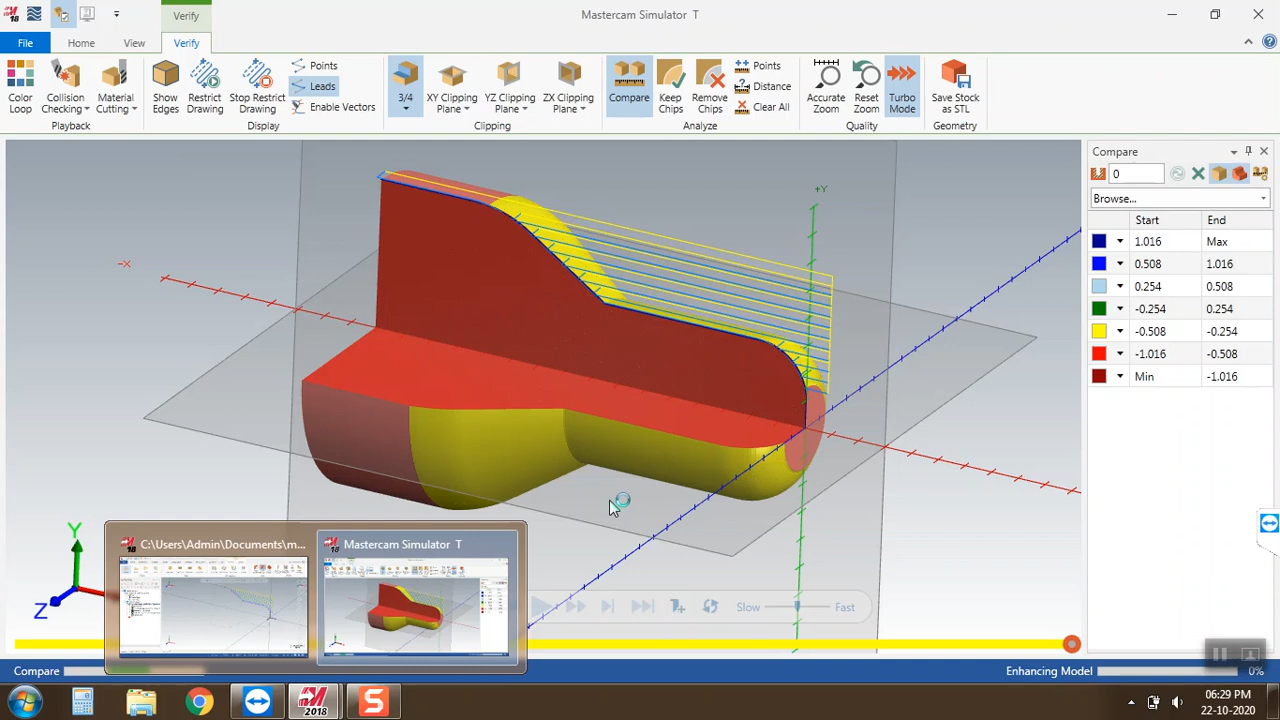 Verify
Mastercam Simulator T
File
Home
View
Verify
Color Loop
Collision Checking
Material Cutting
Playback
Show Edges
Restrict Drawing
Stop Restrict Drawing
Points
Leads
Enable Vectors
Display
3/4
XY Clipping Plane
YZ Clipping Plane
ZX Clipping Plane
Clipping
Compare
Keep Chips
Remove Chips
Points
Distance
Clear All
Analyze
Accurate Zoom
Reset Zoom
Turbo Mode
Quality
Save Stock as STL
Geometry
Compare
0
Browse...
Start End
1.016 Max
0.508 1.016
0.254 0.508
-0.254 0.254
-0.508 -0.254
-1.016 -0.508
Min -1.016
+Y
-X
Y
Z
C:\Users\Admin\Documents\m...
Mastercam Simulator T
Slow Fast
Compare
Enhancing Model 0%
2018
06:29 PM
22-10-2020